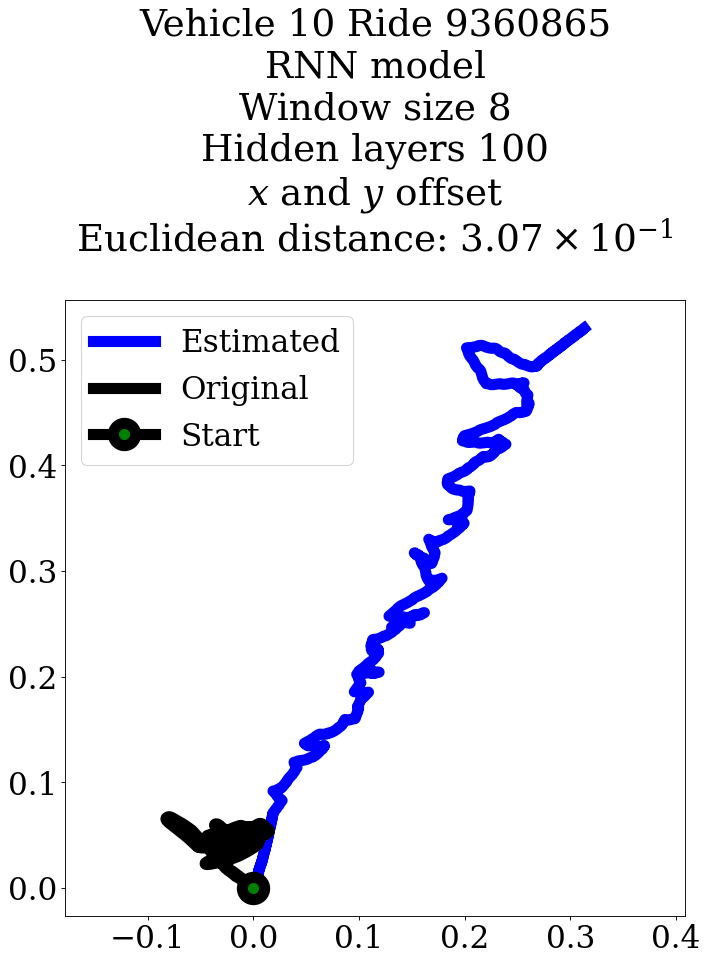 Vehicle 10 Ride 9360865
RNN model
Window size 8
Hidden layers 100
x and y offset
Euclidean distance: 3.07 × 10⁻¹
Estimated
Original
Start
0.5
0.4
0.3
0.2
0.1
0.0
−0.1 0.0 0.1 0.2 0.3 0.4